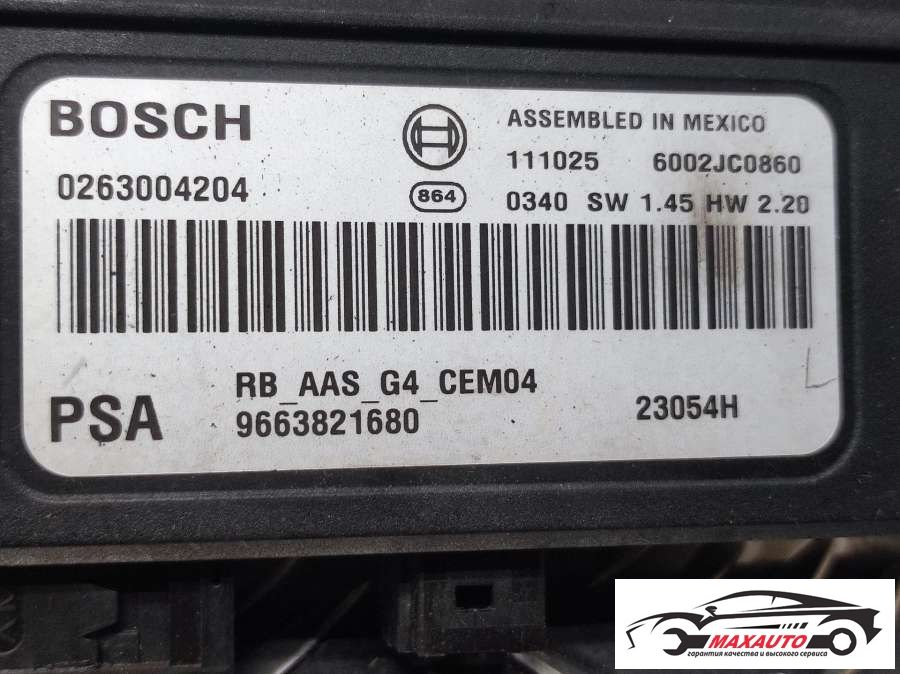 BOSCH
ASSEMBLED IN MEXICO
111025 6002JC0860
0263004204
864
0340 SW 1.45 HW 2.20
RB_AAS_G4_CEM04
PSA
9663821680
23054H
MAXAUTO
гарантия качества и высокого сервиса